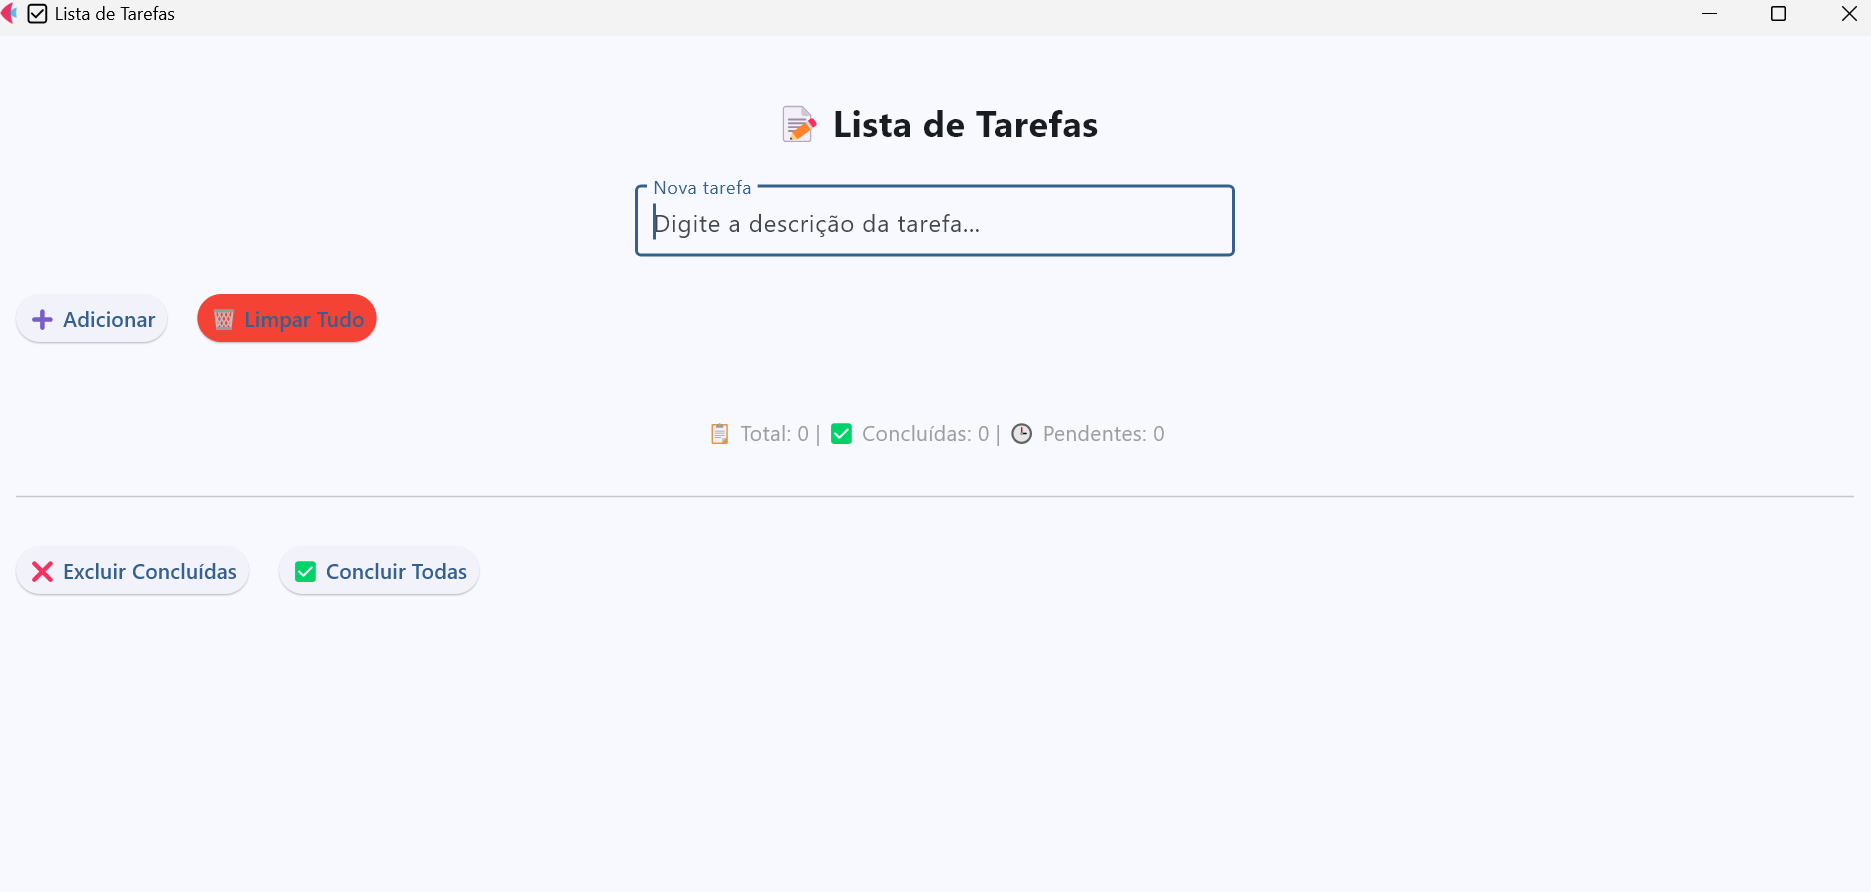 Lista de Tarefas
📝 Lista de Tarefas
Nova tarefa
Digite a descrição da tarefa...
➕ Adicionar
🗑️ Limpar Tudo
📋 Total: 0 | ✅ Concluídas: 0 | 🕒 Pendentes: 0
❌ Excluir Concluídas
✅ Concluir Todas